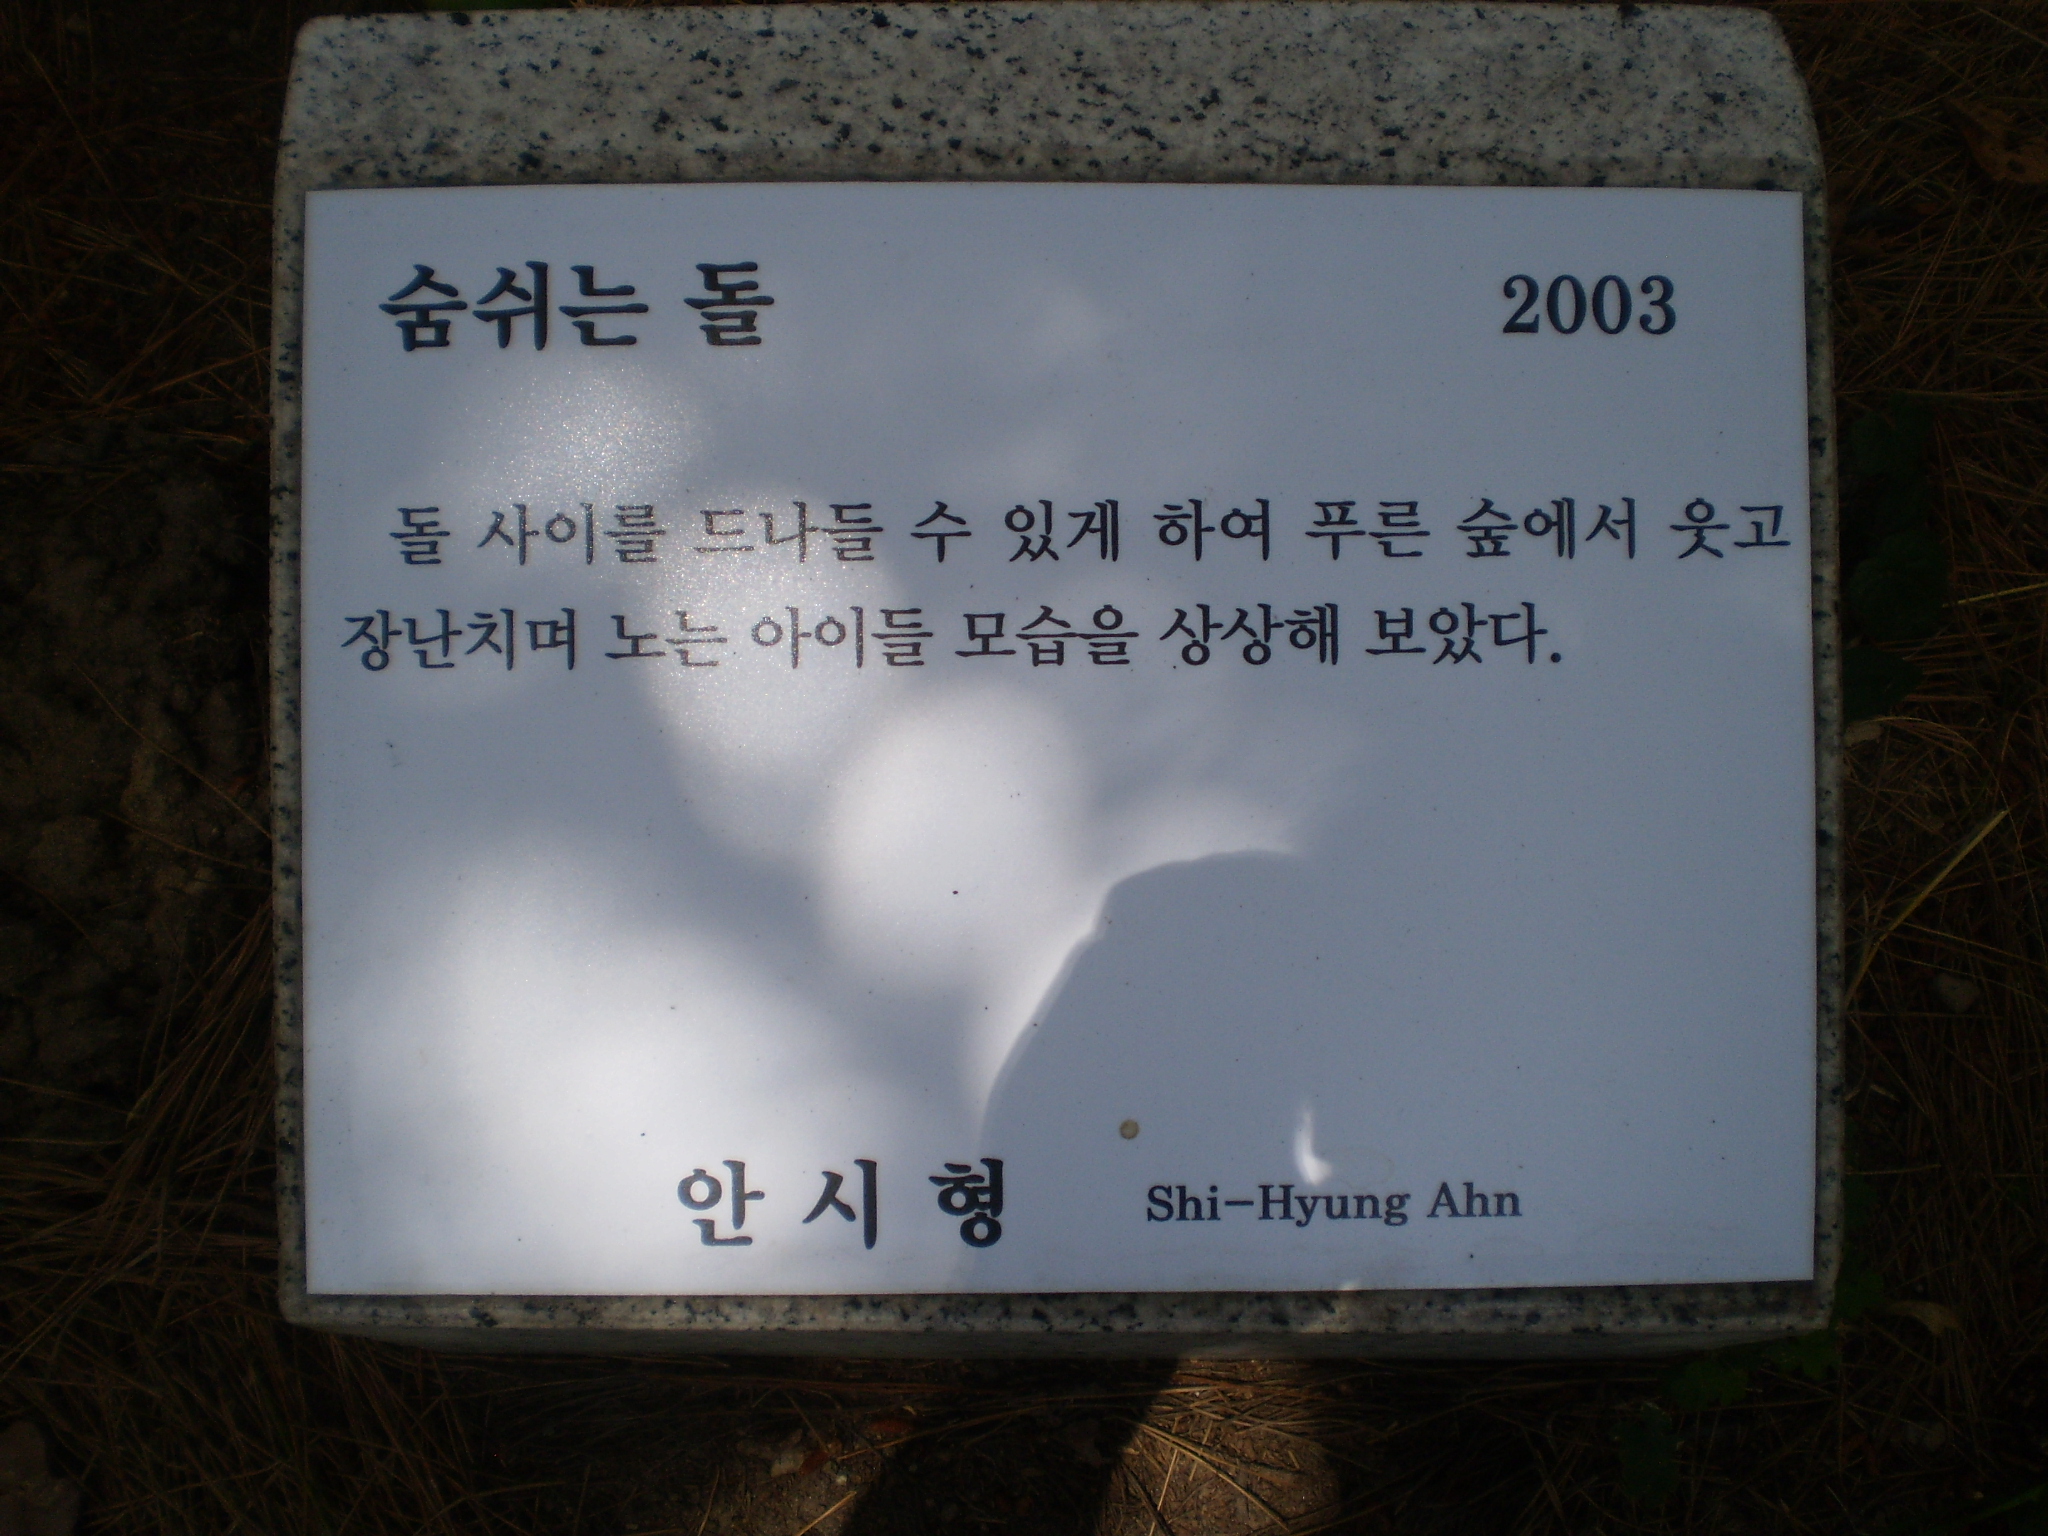 숨쉬는 돌 2003
돌 사이를 드나들 수 있게 하여 푸른 숲에서 웃고
장난치며 노는 아이들 모습을 상상해 보았다.
안 시 형 Shi-Hyung Ahn